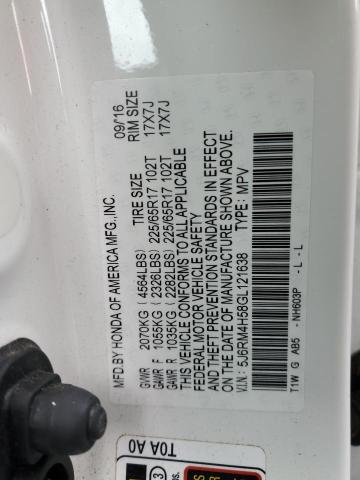 MFD.BY HONDA OF AMERICA MFG.,INC. 09/16
TIRE SIZE RIM SIZE
GVWR 2070KG (4564LBS)
GAWR F 1055KG (2326LBS) 225/65R17 102T 17X7J
GAWR R 1035KG (2282LBS) 225/65R17 102T 17X7J
THIS VEHICLE CONFORMS TO ALL APPLICABLE
FEDERAL MOTOR VEHICLE SAFETY
AND THEFT PREVENTION STANDARDS IN EFFECT
ON THE DATE OF MANUFACTURE SHOWN ABOVE.
V.I.N.: 5J6RM4H58GL121638 TYPE: MPV
T1W G AB5 - NH603P - L - L
T0A A0